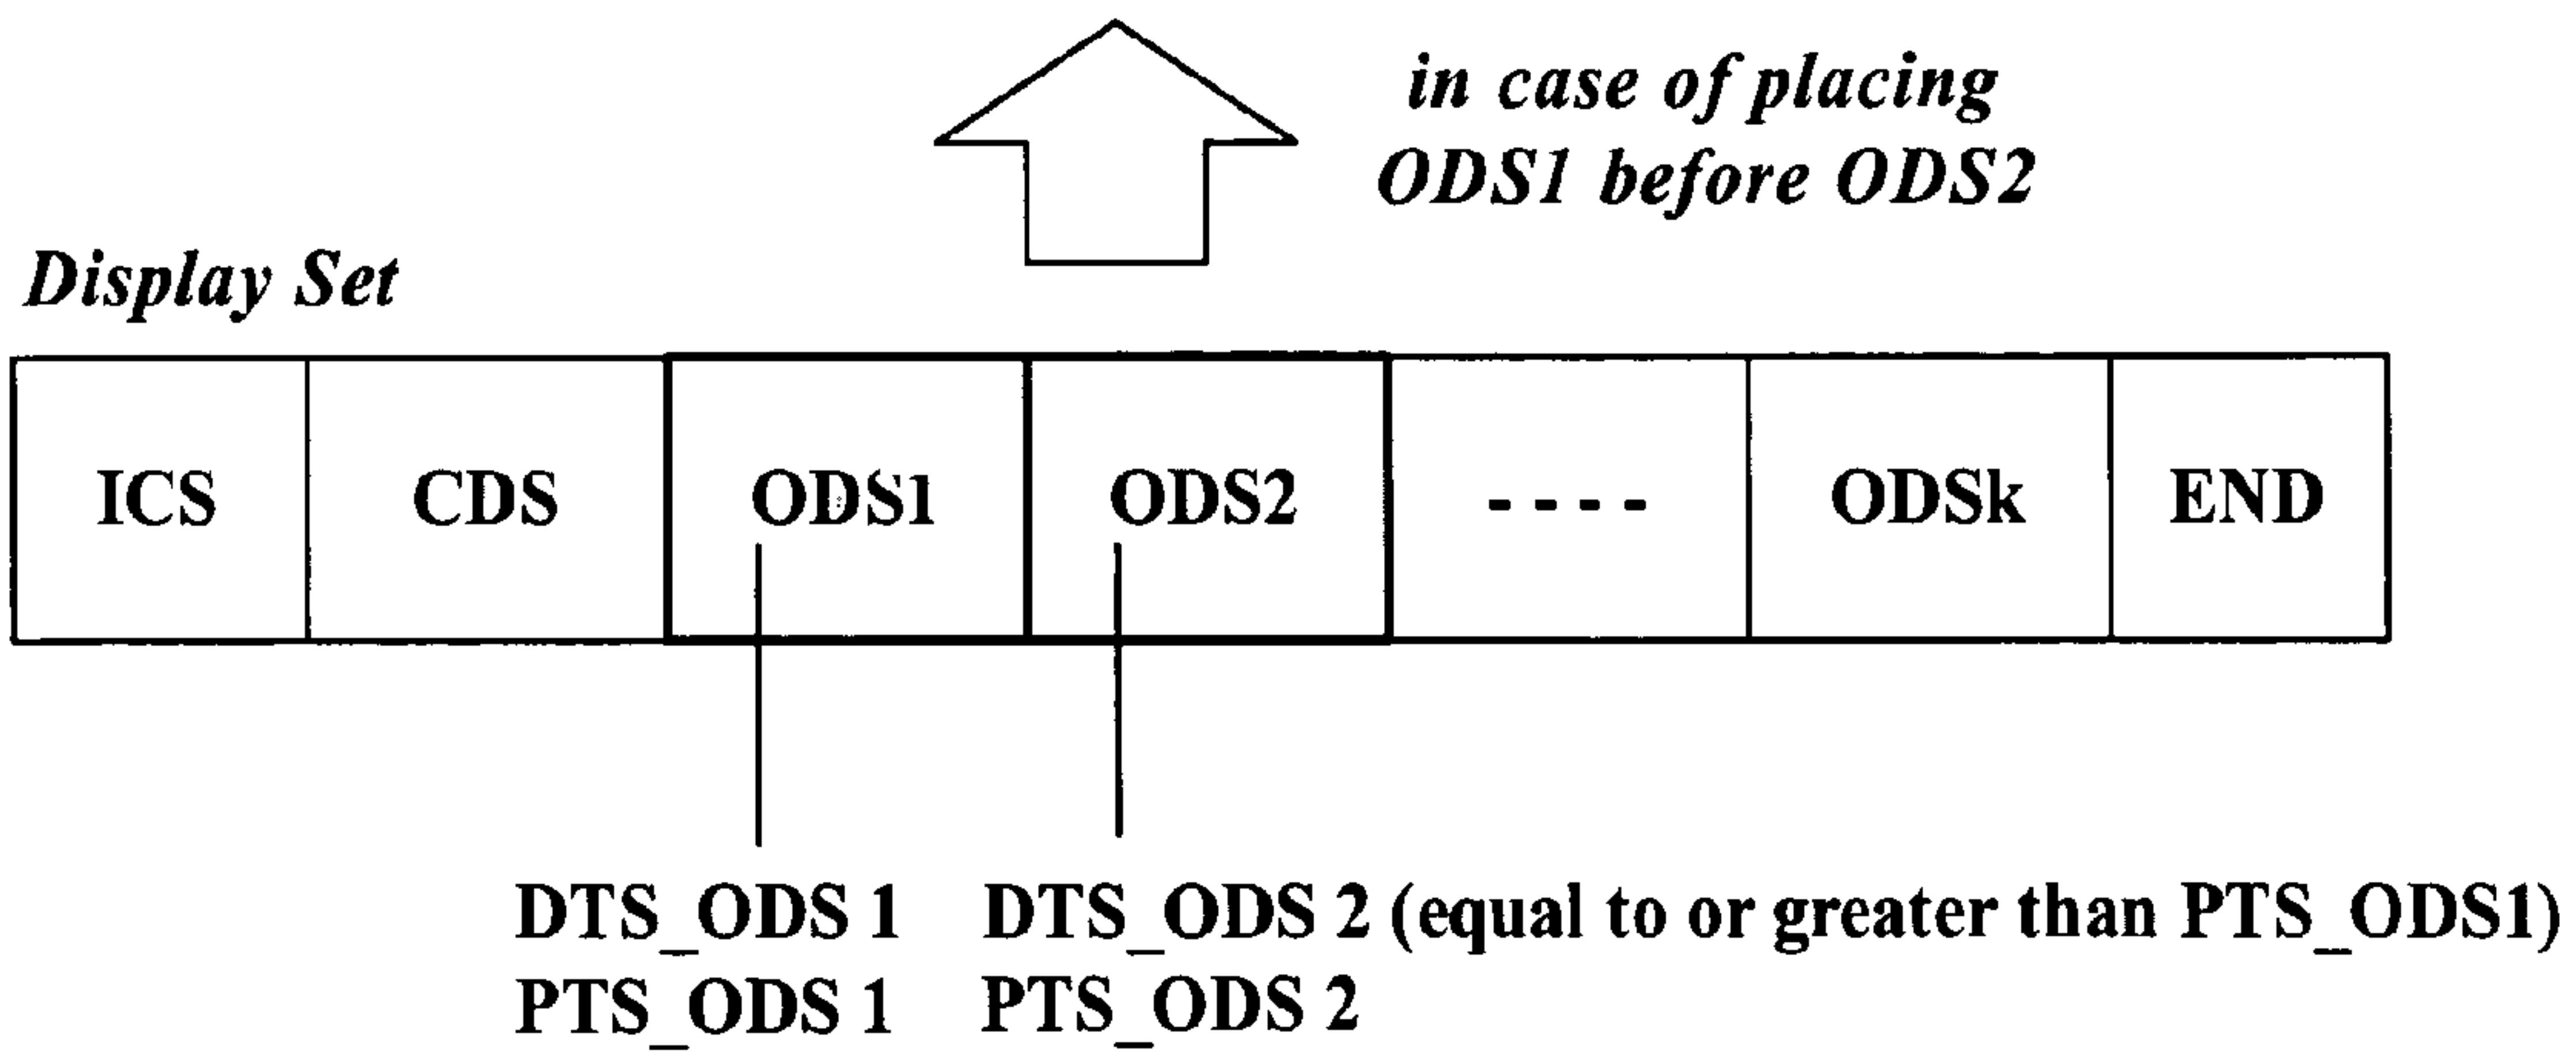 in case of placing
ODS1 before ODS2
Display Set
ICS CDS ODS1 ODS2 ---- ODSk END
DTS_ODS 1 DTS_ODS 2 (equal to or greater than PTS_ODS1)
PTS_ODS 1 PTS_ODS 2